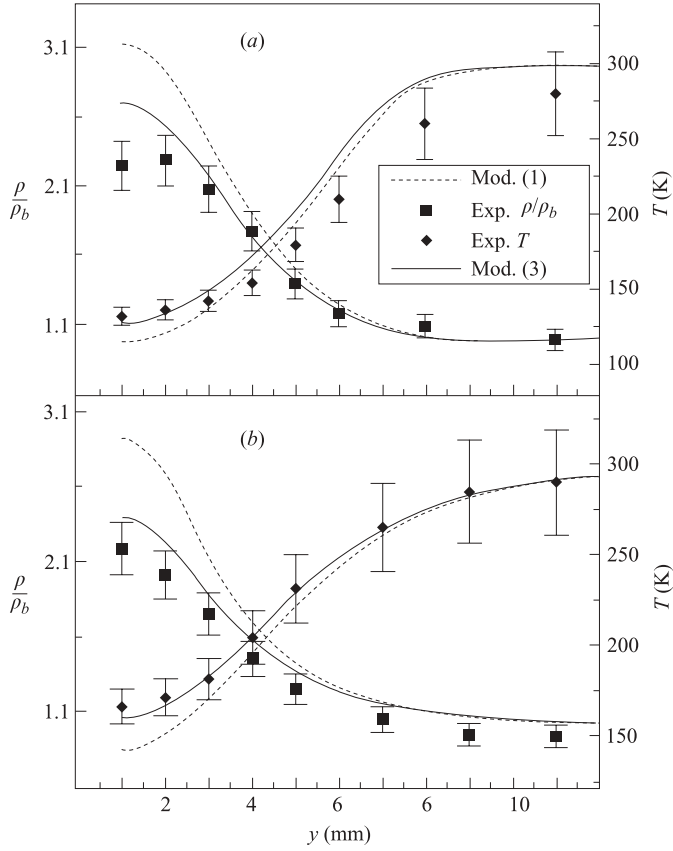 (a)
3.1
2.1
1.1
ρ/ρb
300
250
200
150
100
T (K)
Mod. (1)
Exp. ρ/ρb
Exp. T
Mod. (3)
(b)
3.1
2.1
1.1
ρ/ρb
300
250
200
150
T (K)
2 4 6 6 10
y (mm)